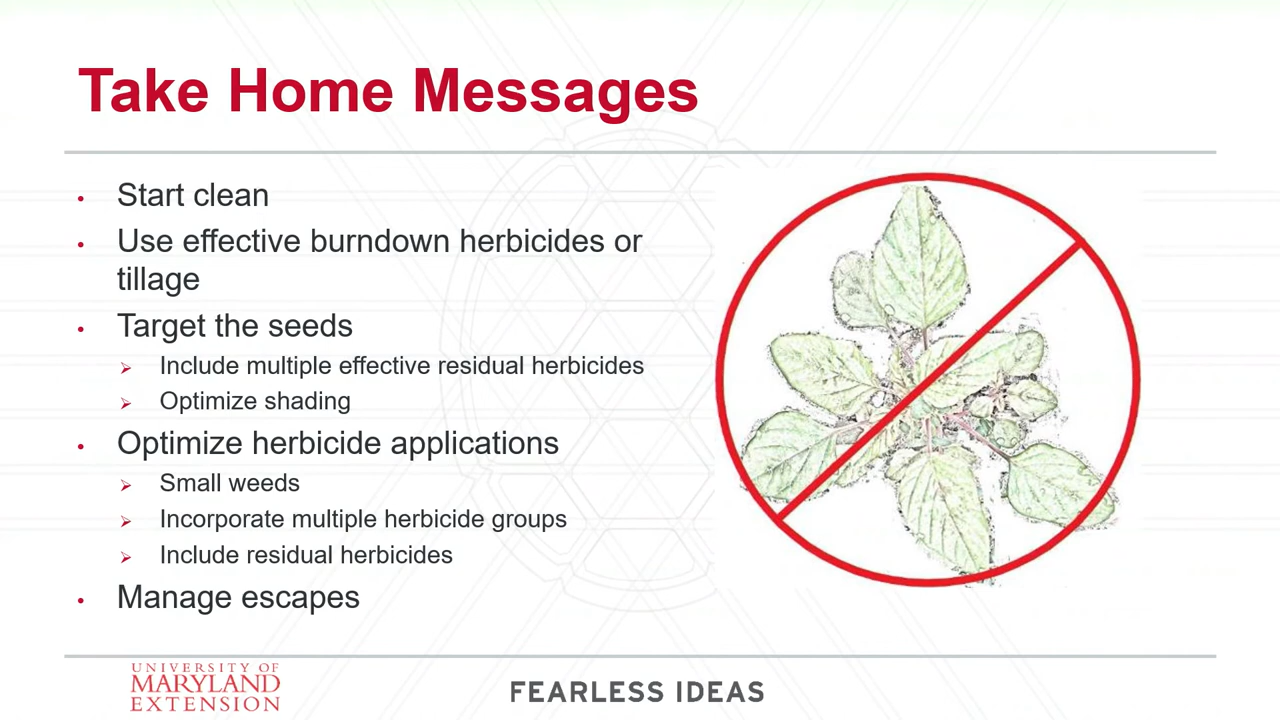 Take Home Messages
• Start clean
• Use effective burndown herbicides or
tillage
• Target the seeds
➢ Include multiple effective residual herbicides
➢ Optimize shading
• Optimize herbicide applications
➢ Small weeds
➢ Incorporate multiple herbicide groups
➢ Include residual herbicides
• Manage escapes
UNIVERSITY OF
MARYLAND
EXTENSION
FEARLESS IDEAS